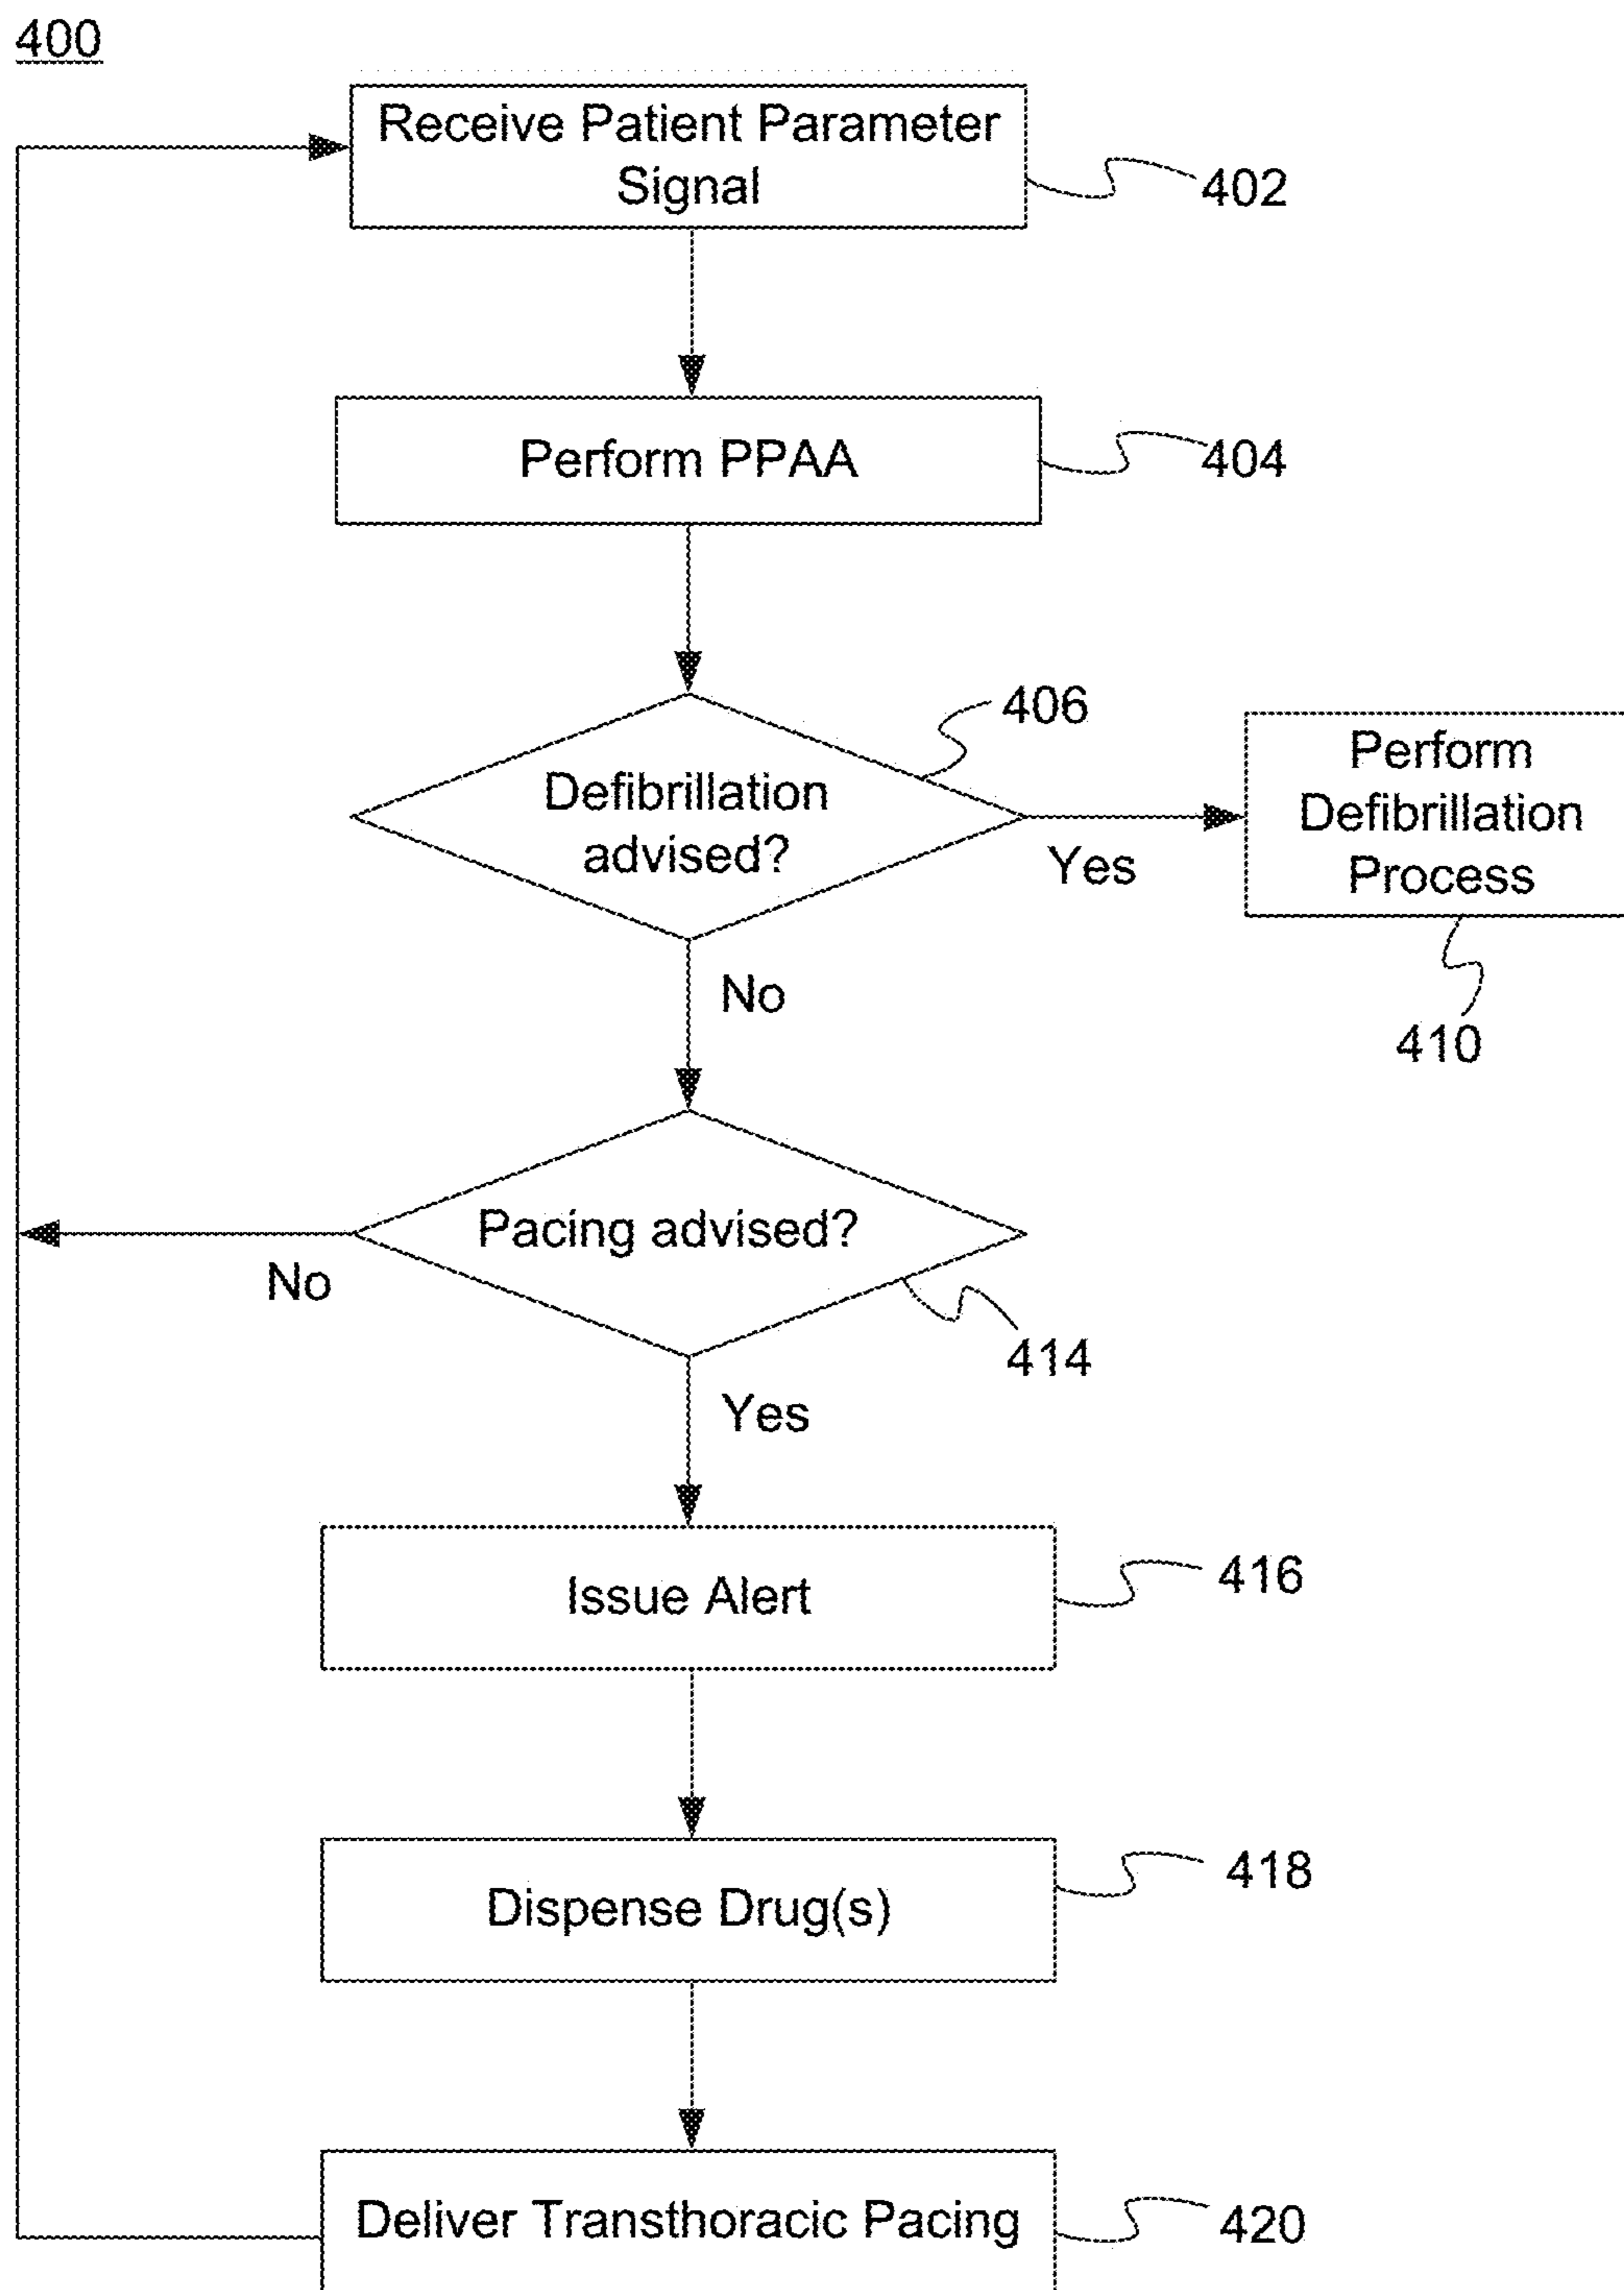 400
Receive Patient Parameter
Signal
402
Perform PPAA
404
406
Defibrillation
advised?
Yes
Perform
Defibrillation
Process
410
No
Pacing advised?
No
414
Yes
Issue Alert
416
Dispense Drug(s)
418
Deliver Transthoracic Pacing
420